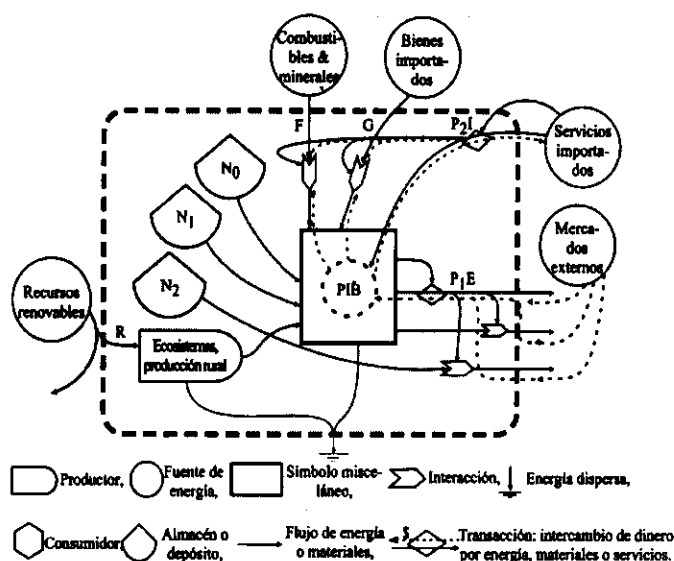 Combusti-
bles &
minerales
Bienes
importa-
dos
F
G
P₂I
Servicios
importa-
dos
N₀
N₁
N₂
PIB
P₁E
Merca-
dos
externos
Recursos
renovables
R
Ecosistemas,
producción rural
Productor,
Fuente de
energía,
Símbolo misce-
láneo,
Interacción,
Energía dispersa,
Consumidor,
Almacén o
depósito,
Flujo de energía
o materiales,
$
Transacción: intercambio de dinero
por energía, materiales o servicios.